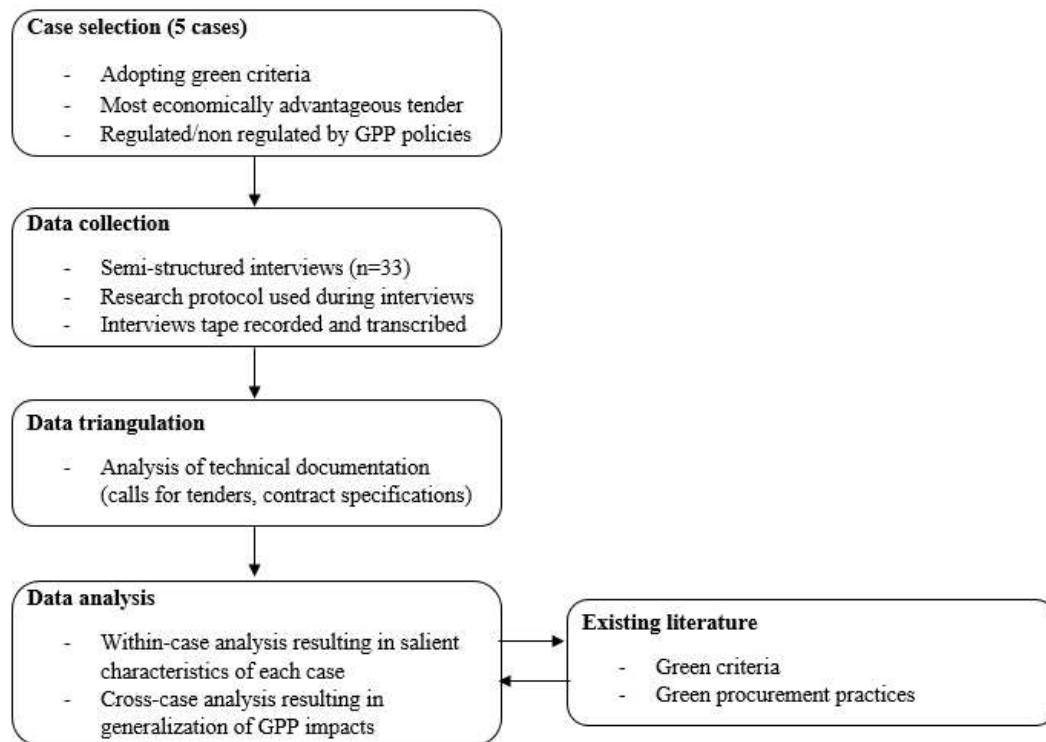 Case selection (5 cases)
- Adopting green criteria
- Most economically advantageous tender
- Regulated/non regulated by GPP policies
Data collection
- Semi-structured interviews (n=33)
- Research protocol used during interviews
- Interviews tape recorded and transcribed
Data triangulation
- Analysis of technical documentation
(calls for tenders, contract specifications)
Data analysis
- Within-case analysis resulting in salient
characteristics of each case
- Cross-case analysis resulting in
generalization of GPP impacts
Existing literature
- Green criteria
- Green procurement practices